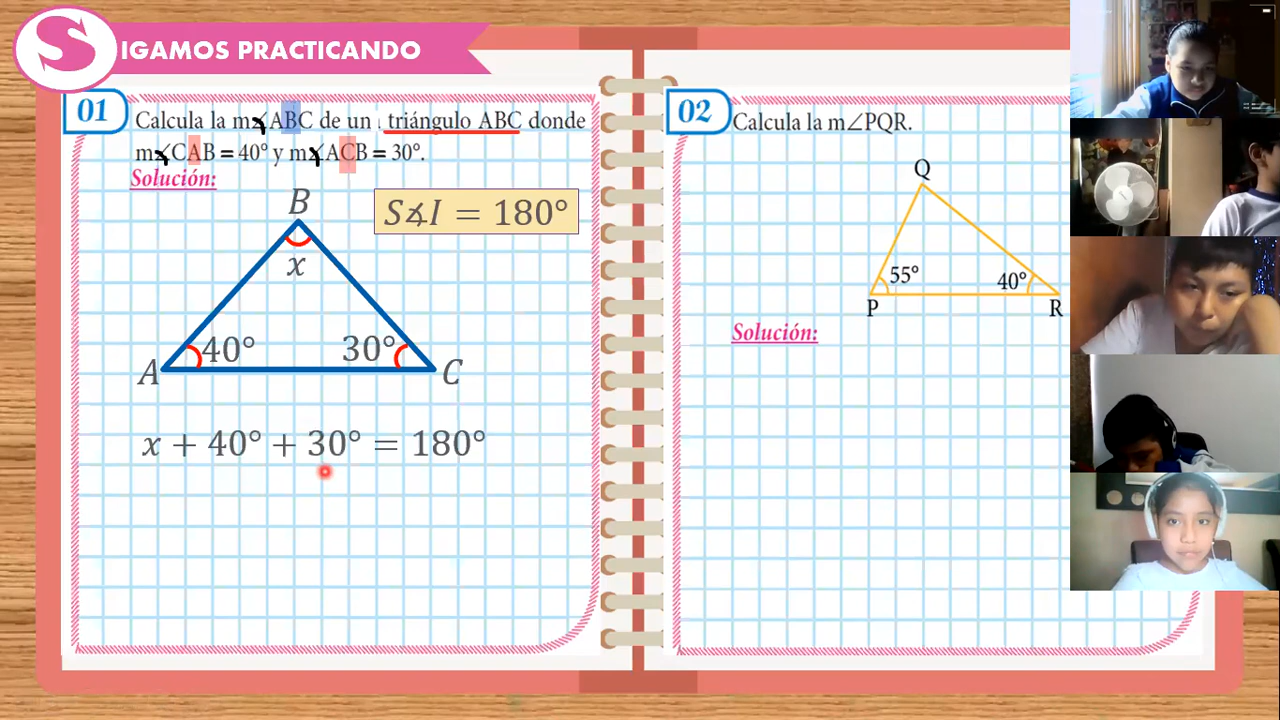 SIGAMOS PRACTICANDO
01
Calcula la m∡ABC de un triángulo ABC donde
m∡CAB = 40° y m∡ACB = 30°.
Solución:
S∡I = 180°
B
x
40°
30°
A
C
x + 40° + 30° = 180°
02
Calcula la m∠PQR.
Q
55°
40°
P
R
Solución: